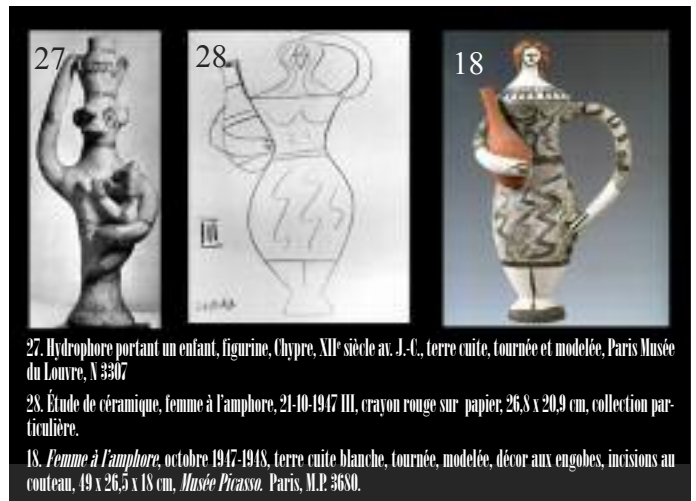 27
28
18
27. Hydrophore portant un enfant, figurine, Chypre, XIIᵉ siècle av. J.-C., terre cuite, tournée et modelée, Paris Musée
du Louvre, N 3307
28. Étude de céramique, femme à l'amphore, 21-10-1947 III, crayon rouge sur papier, 26,8 x 20,9 cm, collection par-
ticulière.
18. Femme à l'amphore, octobre 1947-1948, terre cuite blanche, tournée, modelée, décor aux engobes, incisions au
couteau, 49 x 26,5 x 18 cm, Musée Picasso. Paris, M.P. 3680.